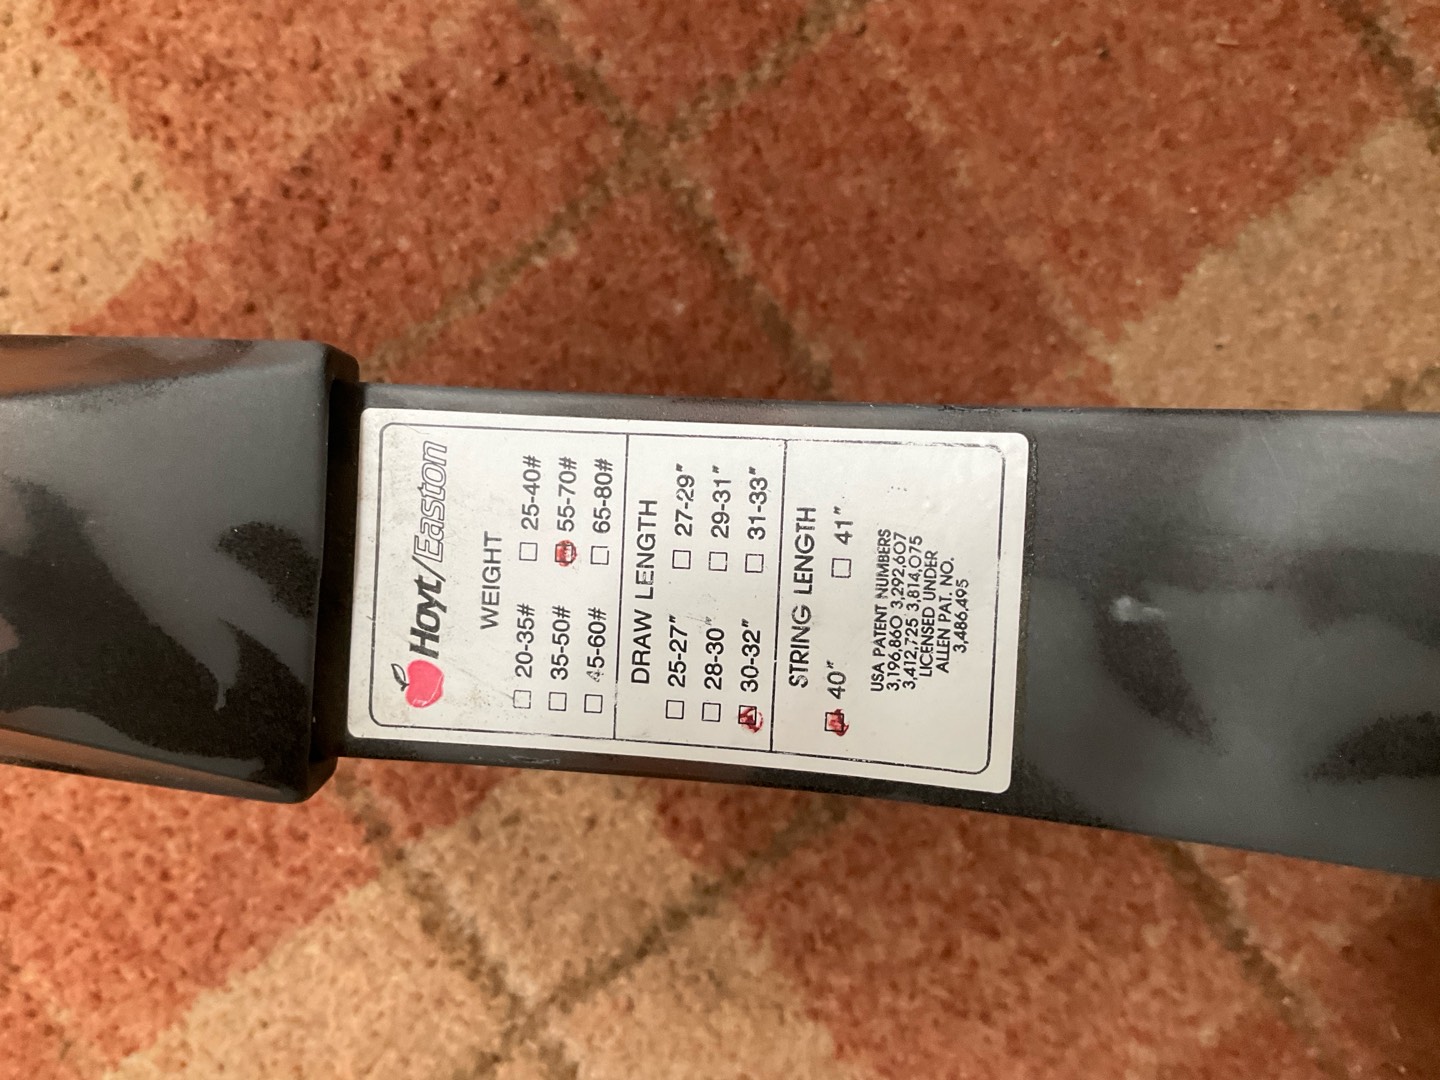 Hoyt/Easton
WEIGHT
20-35# 25-40#
35-50# 55-70#
45-60# 65-80#
DRAW LENGTH
25-27" 27-29"
28-30" 29-31"
30-32" 31-33"
STRING LENGTH
40" 41"
USA PATENT NUMBERS
3,196,860 3,292,607
3,412,725 3,814,075
LICENSED UNDER
ALLEN PAT. NO.
3,486,495